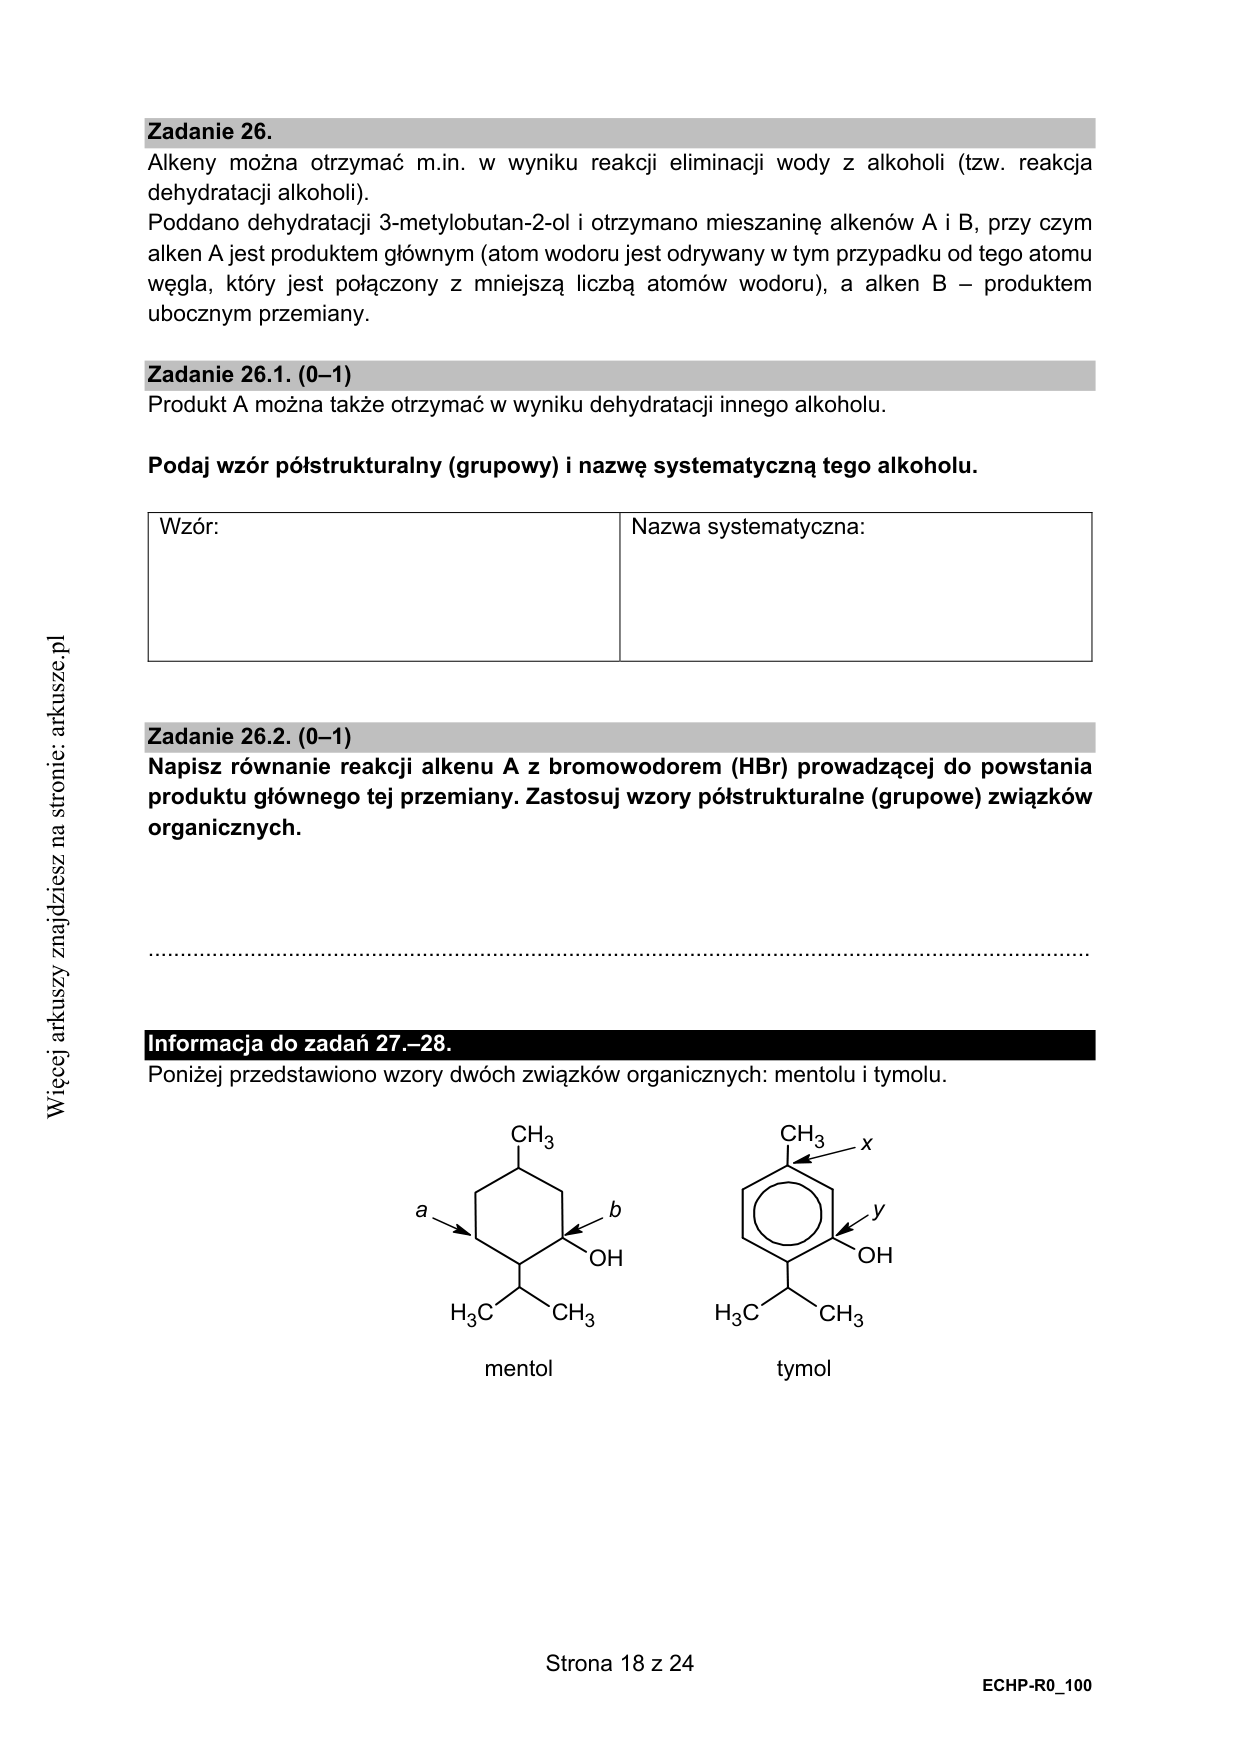 Zadanie 26.
Alkeny można otrzymać m.in. w wyniku reakcji eliminacji wody z alkoholi (tzw. reakcja
dehydratacji alkoholi).
Poddano dehydratacji 3-metylobutan-2-ol i otrzymano mieszaninę alkenów A i B, przy czym
alken A jest produktem głównym (atom wodoru jest odrywany w tym przypadku od tego atomu
węgla, który jest połączony z mniejszą liczbą atomów wodoru), a alken B – produktem
ubocznym przemiany.
Zadanie 26.1. (0–1)
Produkt A można także otrzymać w wyniku dehydratacji innego alkoholu.
Podaj wzór półstrukturalny (grupowy) i nazwę systematyczną tego alkoholu.
Wzór:
Nazwa systematyczna:
Zadanie 26.2. (0–1)
Napisz równanie reakcji alkenu A z bromowodorem (HBr) prowadzącej do powstania
produktu głównego tej przemiany. Zastosuj wzory półstrukturalne (grupowe) związków
organicznych.
....................................................................................................................................................
Informacja do zadań 27.–28.
Poniżej przedstawiono wzory dwóch związków organicznych: mentolu i tymolu.
CH3
a
b
OH
H3C CH3
mentol
CH3
x
y
OH
H3C CH3
tymol
Strona 18 z 24
ECHP-R0_100
Więcej arkuszy znajdziesz na stronie: arkusze.pl